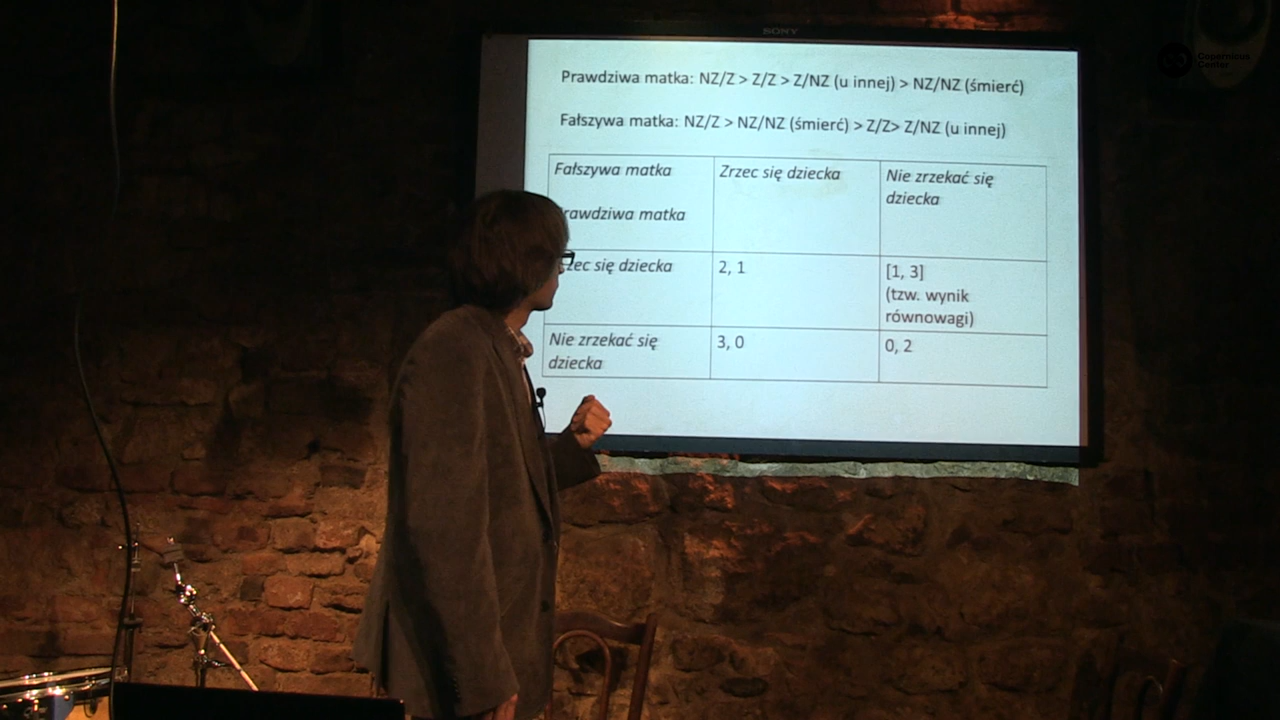 SONY
Copernicus
Center
Prawdziwa matka: NZ/Z > Z/Z > Z/NZ (u innej) > NZ/NZ (śmierć)
Fałszywa matka: NZ/Z > NZ/NZ (śmierć) > Z/Z> Z/NZ (u innej)
Fałszywa matka
rawdziwa matka
Zrzec się dziecka
Nie zrzekać się
dziecka
zec się dziecka
2, 1
[1, 3]
(tzw. wynik
równowagi)
Nie zrzekać się
dziecka
3, 0
0, 2